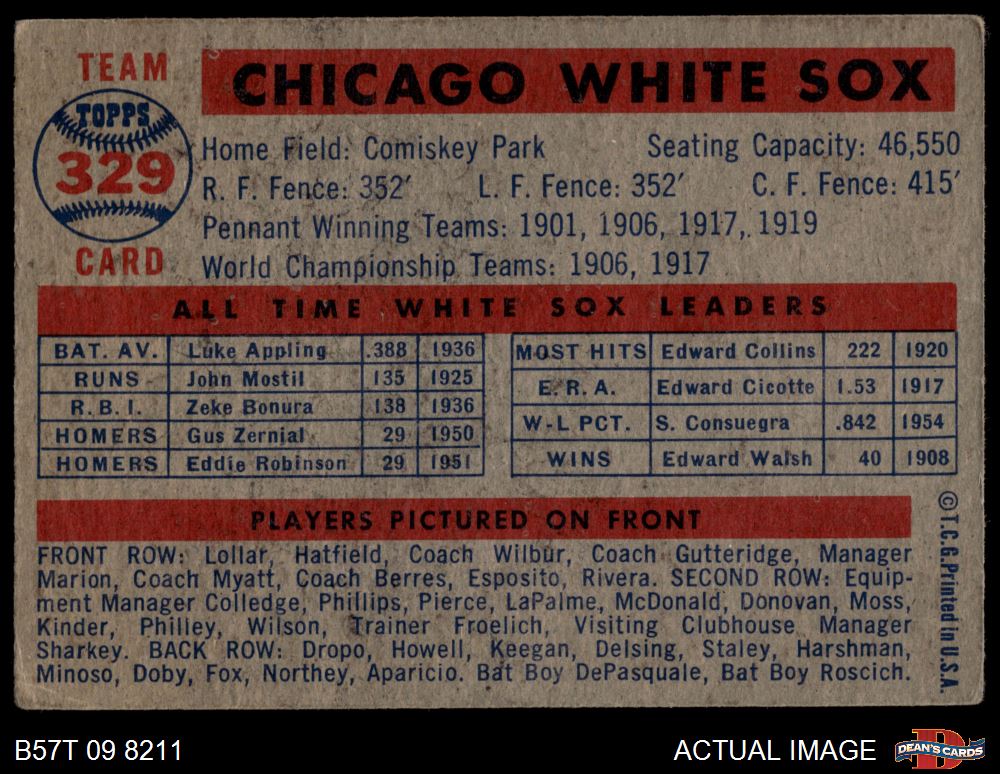 TEAM
TOPPS
329
CARD
CHICAGO WHITE SOX
Home Field: Comiskey Park Seating Capacity: 46,550
R. F. Fence: 352′ L. F. Fence: 352′ C. F. Fence: 415′
Pennant Winning Teams: 1901, 1906, 1917, 1919
World Championship Teams: 1906, 1917
ALL TIME WHITE SOX LEADERS
BAT. AV. Luke Appling .388 1936
RUNS John Mostil 135 1925
R.B.I. Zeke Bonura 138 1936
HOMERS Gus Zernial 29 1950
HOMERS Eddie Robinson 29 1951
MOST HITS Edward Collins 222 1920
E.R.A. Edward Cicotte 1.53 1917
W-L PCT. S. Consuegra .842 1954
WINS Edward Walsh 40 1908
PLAYERS PICTURED ON FRONT
FRONT ROW: Lollar, Hatfield, Coach Wilbur, Coach Gutteridge, Manager
Marion, Coach Myatt, Coach Berres, Esposito, Rivera. SECOND ROW: Equip-
ment Manager Colledge, Phillips, Pierce, LaPalme, McDonald, Donovan, Moss,
Kinder, Philley, Wilson, Trainer Froelich, Visiting Clubhouse Manager
Sharkey. BACK ROW: Dropo, Howell, Keegan, Delsing, Staley, Harshman,
Minoso, Doby, Fox, Northey, Aparicio. Bat Boy DePasquale, Bat Boy Roscich.
©T.C.G. Printed in U.S.A.
B57T 09 8211
ACTUAL IMAGE
DEAN'S CARDS